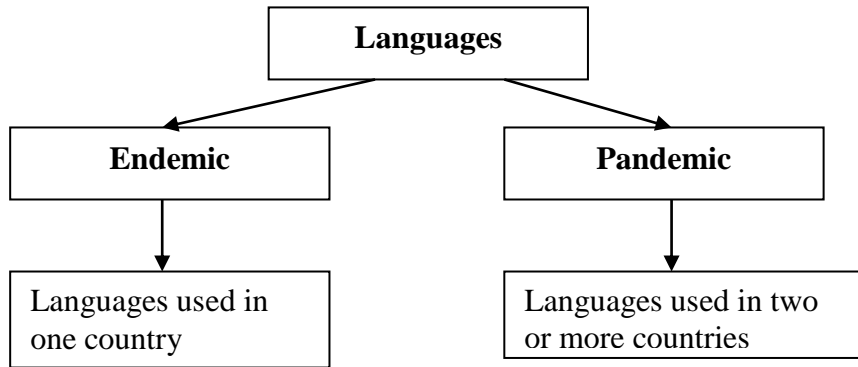 Languages
Endemic
Pandemic
Languages used in
one country
Languages used in two
or more countries